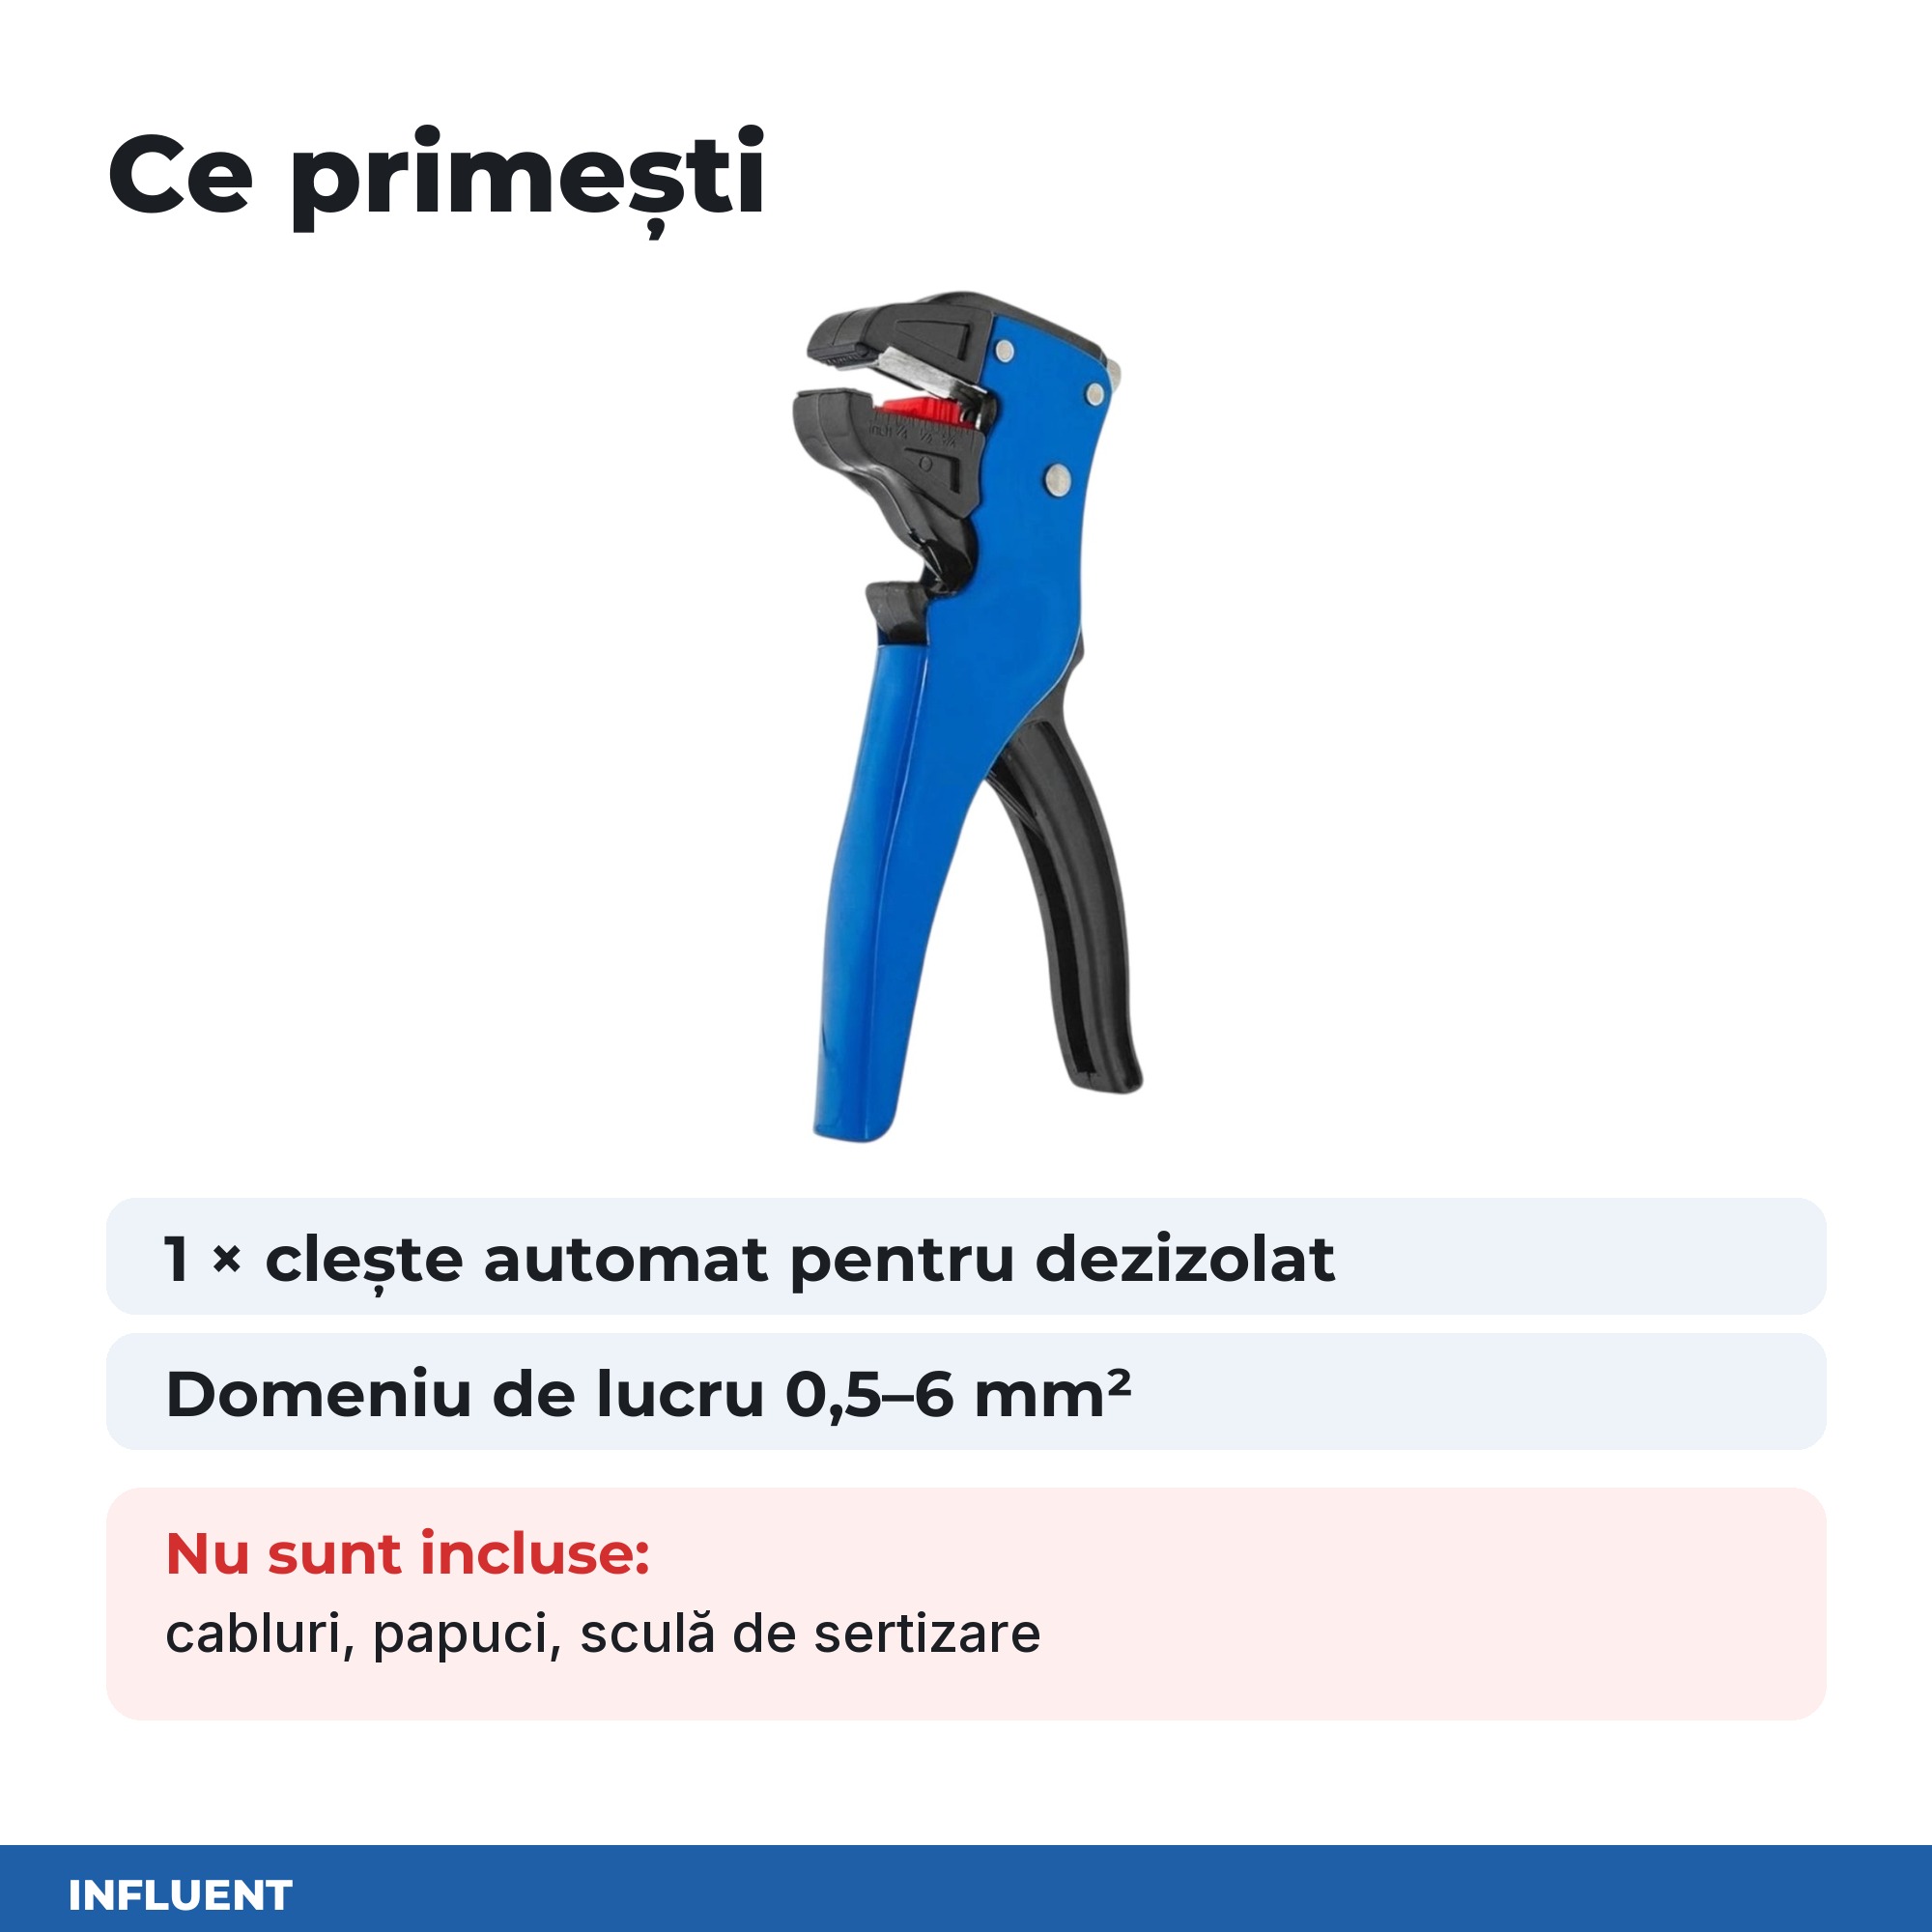 Ce primești
1 × clește automat pentru dezizolat
Domeniu de lucru 0,5–6 mm²
Nu sunt incluse:
cabluri, papuci, sculă de sertizare
INFLUENT